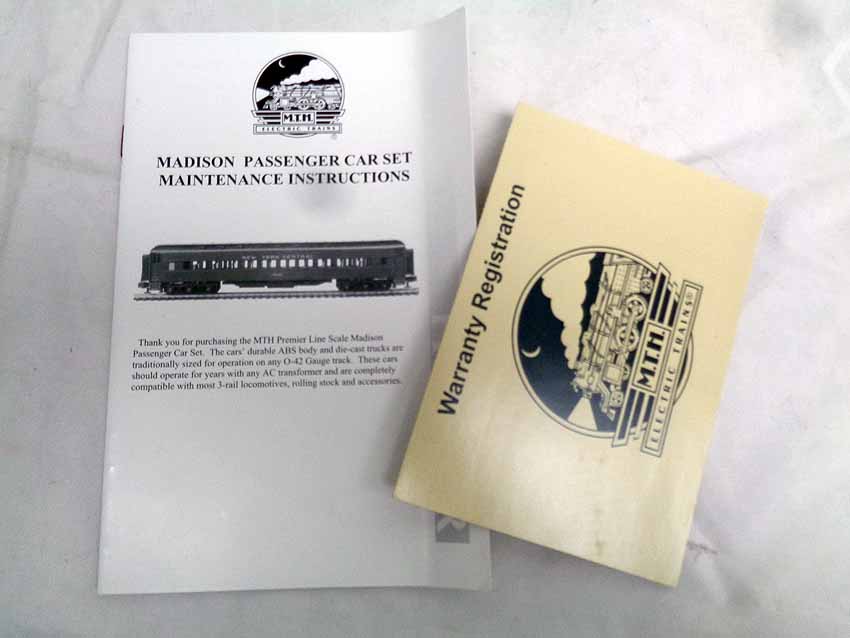 M.T.H.
ELECTRIC TRAINS
MADISON PASSENGER CAR SET
MAINTENANCE INSTRUCTIONS
NEW YORK CENTRAL
Thank you for purchasing the MTH Premier Line Scale Madison
Passenger Car Set. The cars' durable ABS body and die-cast trucks are
traditionally sized for operation on any O-42 Gauge track. These cars
should operate for years with any AC transformer and are completely
compatible with most 3-rail locomotives, rolling stock and accessories.
R
Warranty Registration
M.T.H.
ELECTRIC TRAINS®